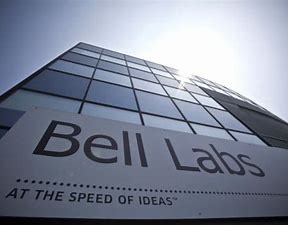 Bell Labs
AT THE SPEED OF IDEAS™